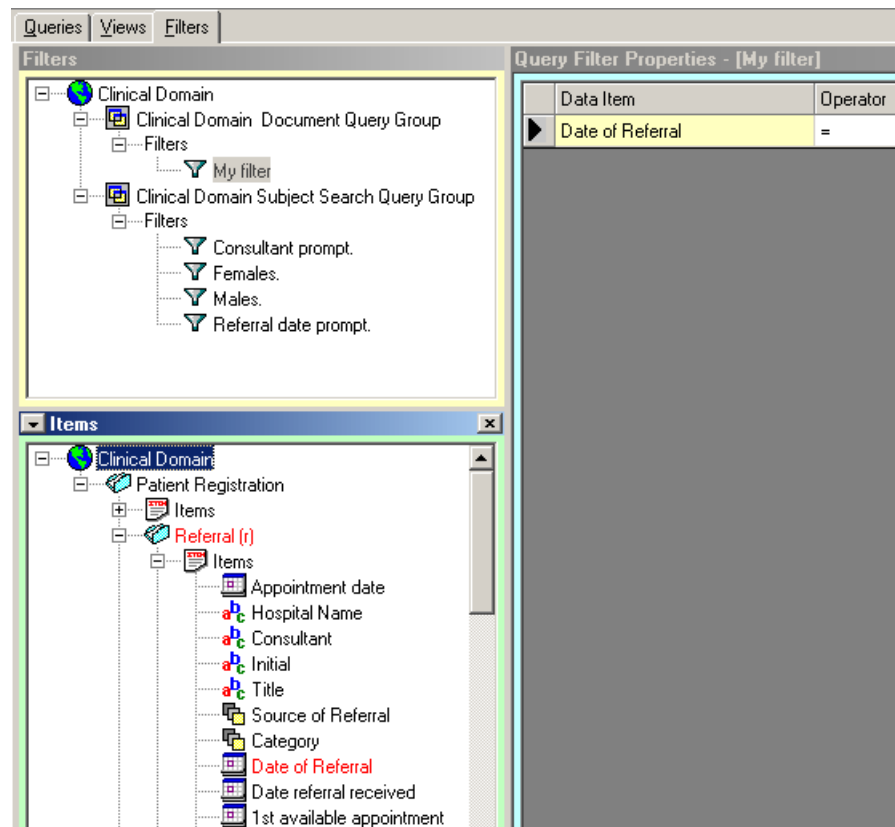 Queries Views Filters
Filters
Clinical Domain
Clinical Domain  Document Query Group
Filters
My filter
Clinical Domain Subject Search Query Group
Filters
Consultant prompt.
Females.
Males.
Referral date prompt.
Items
Clinical Domain
Patient Registration
Items
Referral (r)
Items
Appointment date
Hospital Name
Consultant
Initial
Title
Source of Referral
Category
Date of Referral
Date referral received
1st available appointment
Query Filter Properties - [My filter]
Data Item Operator
Date of Referral =